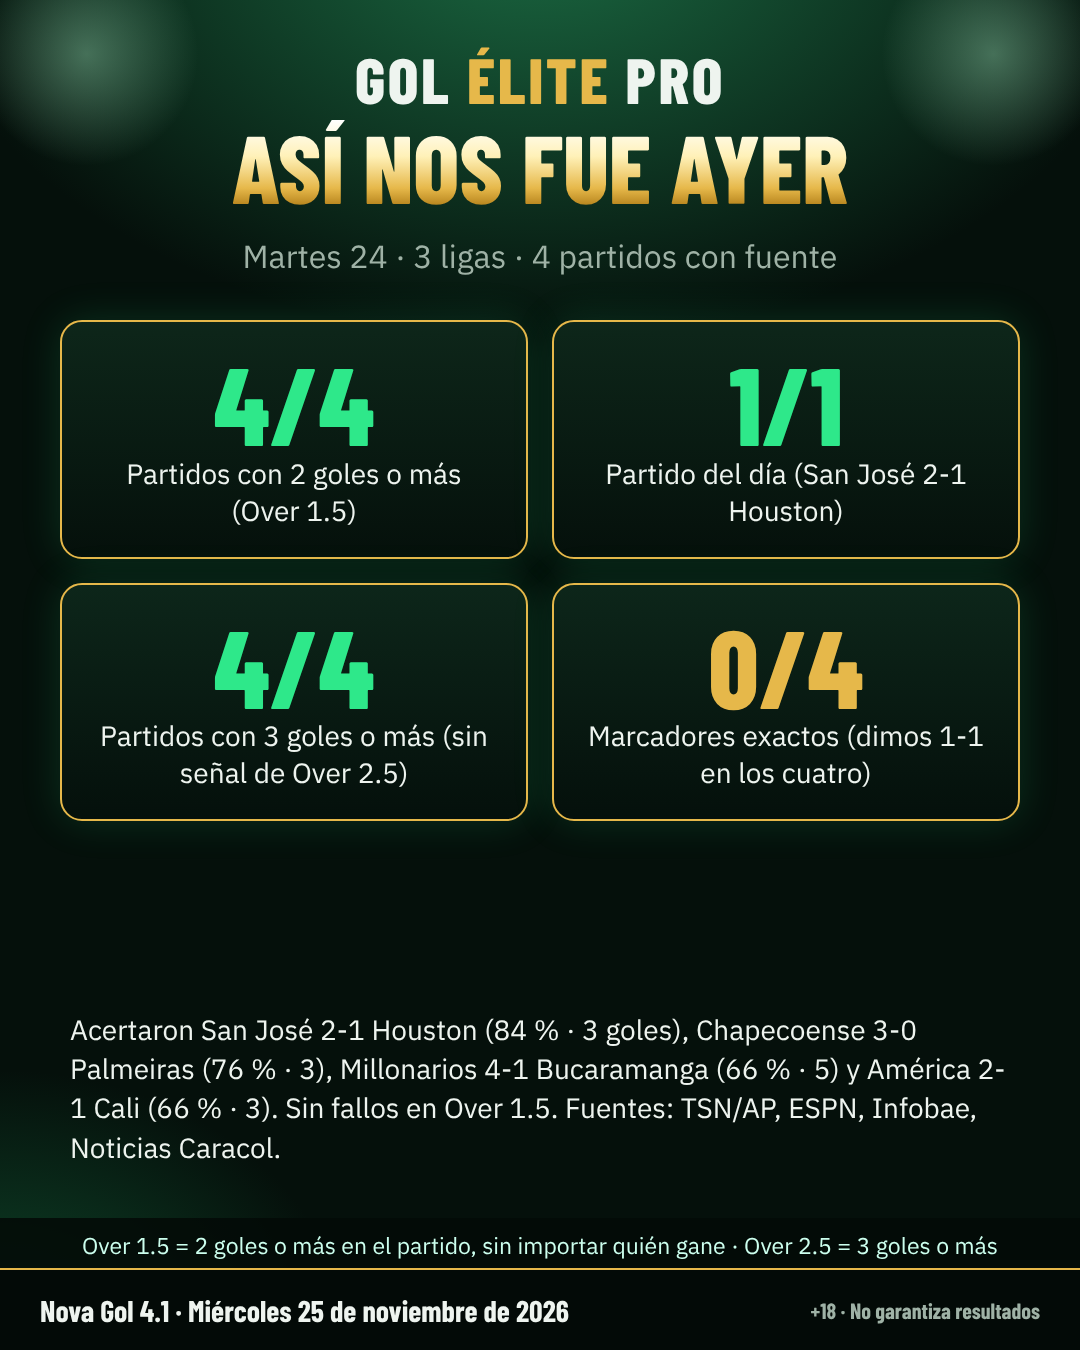 GOL ÉLITE PRO
ASÍ NOS FUE AYER
Martes 24 · 3 ligas · 4 partidos con fuente
4/4
Partidos con 2 goles o más
(Over 1.5)
1/1
Partido del día (San José 2-1
Houston)
4/4
Partidos con 3 goles o más (sin
señal de Over 2.5)
0/4
Marcadores exactos (dimos 1-1
en los cuatro)
Acertaron San José 2-1 Houston (84 % · 3 goles), Chapecoense 3-0
Palmeiras (76 % · 3), Millonarios 4-1 Bucaramanga (66 % · 5) y América 2-
1 Cali (66 % · 3). Sin fallos en Over 1.5. Fuentes: TSN/AP, ESPN, Infobae,
Noticias Caracol.
Over 1.5 = 2 goles o más en el partido, sin importar quién gane · Over 2.5 = 3 goles o más
Nova Gol 4.1 · Miércoles 25 de noviembre de 2026
+18 · No garantiza resultados